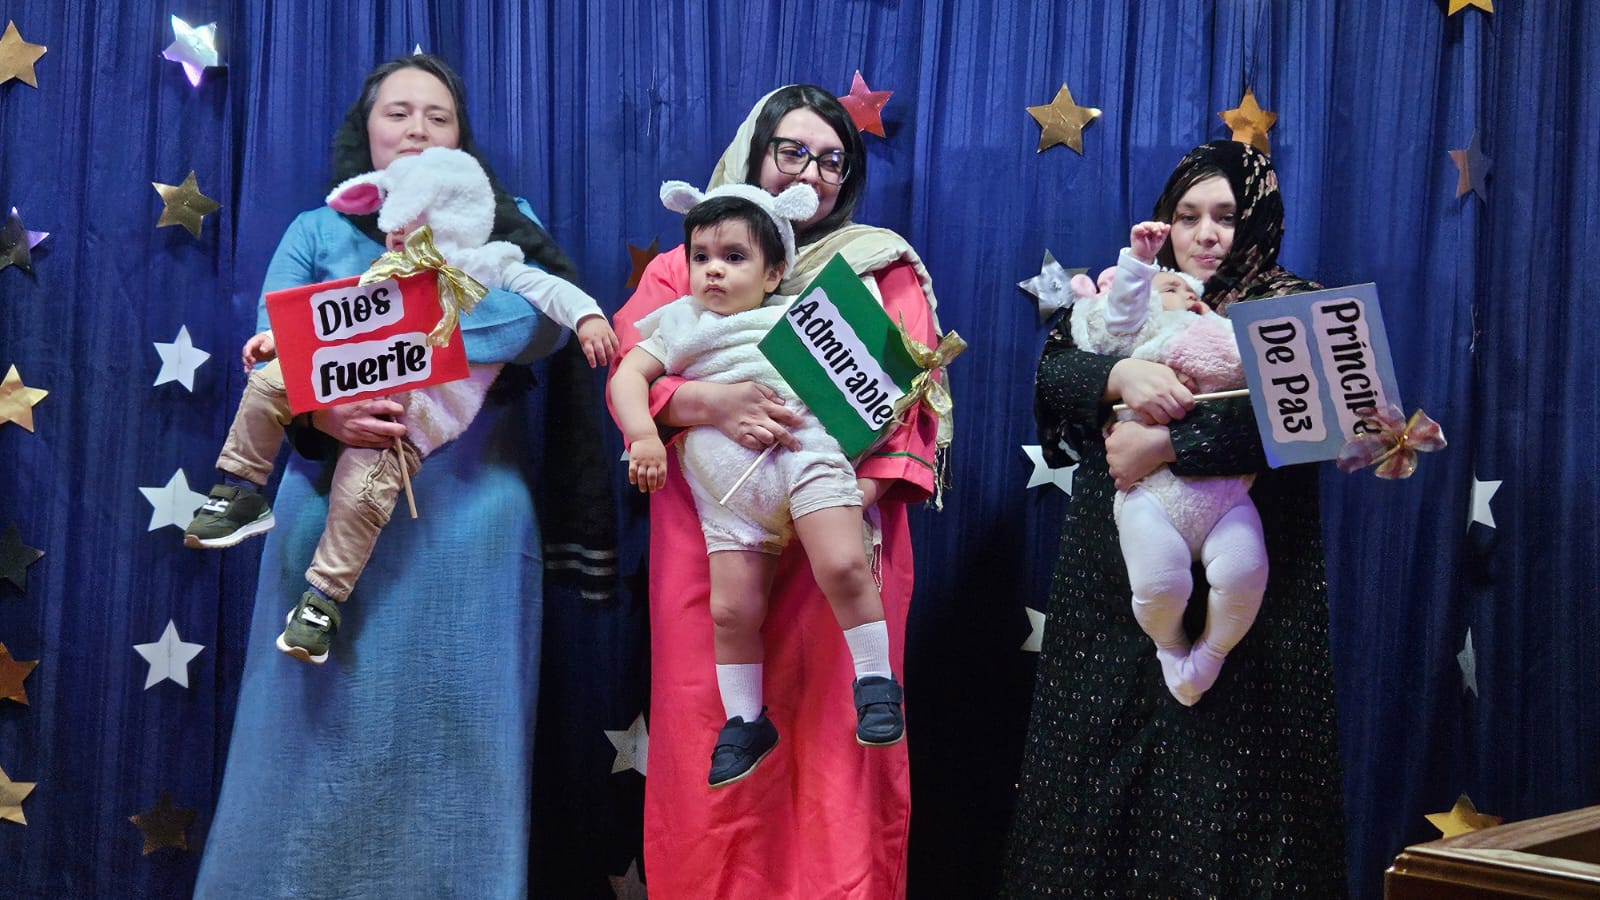 Dios
Fuerte
Admirable
Príncipe
De Paz